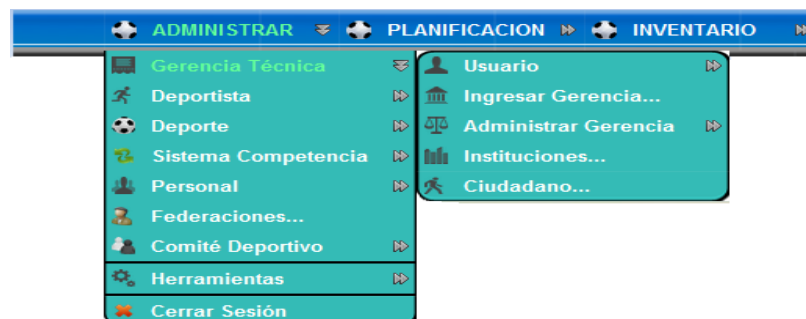 ADMINISTRAR PLANIFICACION INVENTARIO
Gerencia Técnica
Deportista
Deporte
Sistema Competencia
Personal
Federaciones...
Comité Deportivo
Herramientas
Cerrar Sesión
Usuario
Ingresar Gerencia...
Administrar Gerencia
Instituciones...
Ciudadano...